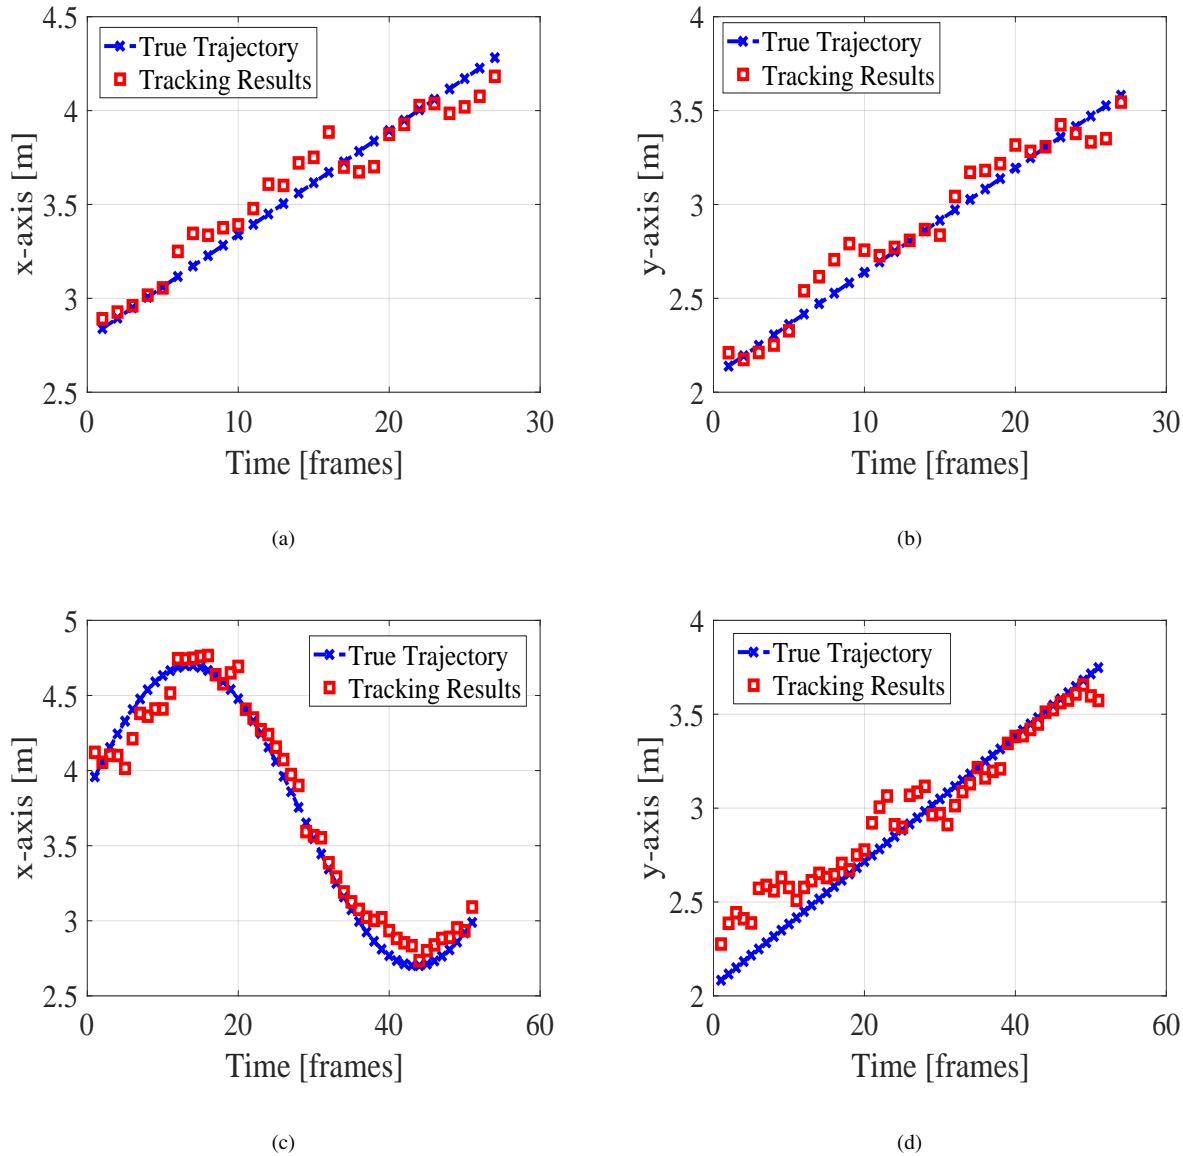 4.5
4
3.5
3
2.5
0
10
20
30
x-axis [m]
Time [frames]
True Trajectory
Tracking Results
(a)
4
3.5
3
2.5
2
0
10
20
30
y-axis [m]
Time [frames]
True Trajectory
Tracking Results
(b)
5
4.5
4
3.5
3
2.5
0
20
40
60
x-axis [m]
Time [frames]
True Trajectory
Tracking Results
(c)
4
3.5
3
2.5
2
0
20
40
60
y-axis [m]
Time [frames]
True Trajectory
Tracking Results
(d)